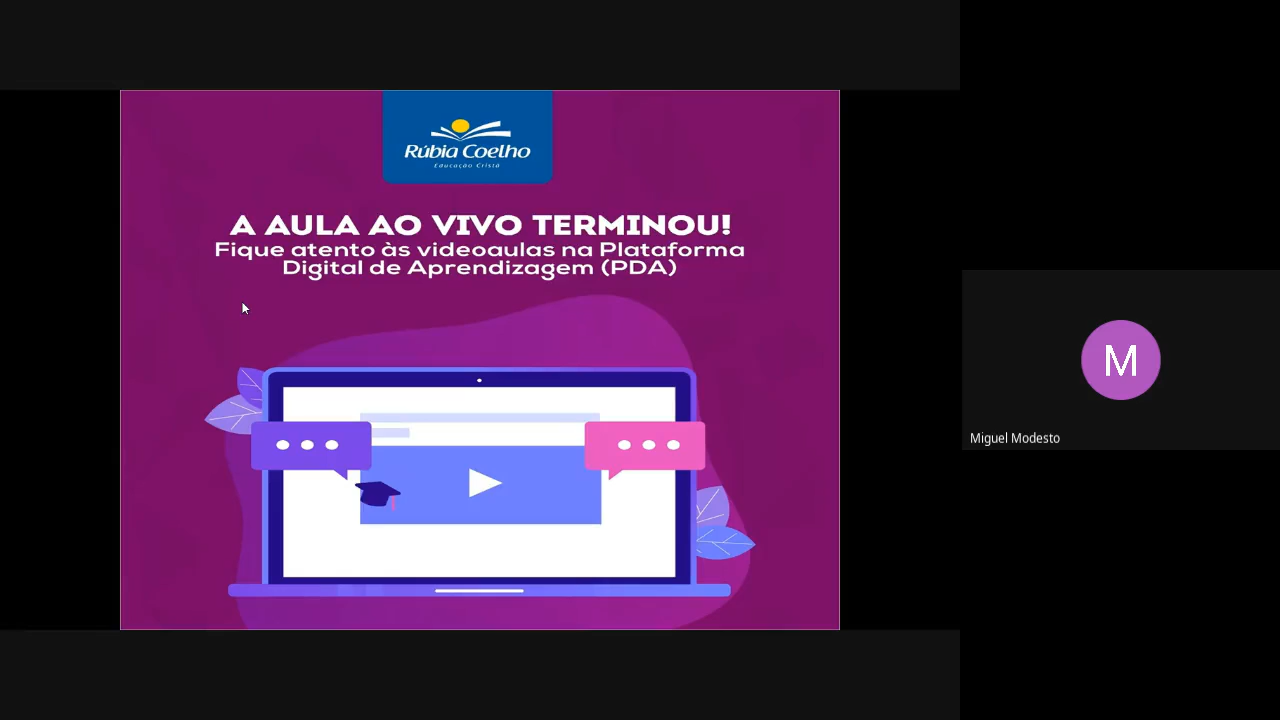 Rúbia Coelho
Educação Cristã
A AULA AO VIVO TERMINOU!
Fique atento às videoaulas na Plataforma
Digital de Aprendizagem (PDA)
M
Miguel Modesto